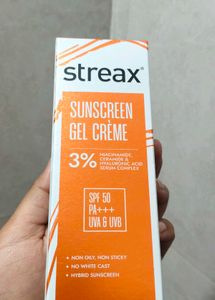 streax®
SUNSCREEN
GEL CRÈME
3% NIACINAMIDE,
CERAMIDE &
HYALURONIC ACID
SERUM COMPLEX
SPF 50
PA+++
UVA & UVB
• NON OILY, NON STICKY
• NO WHITE CAST
• HYBRID SUNSCREEN